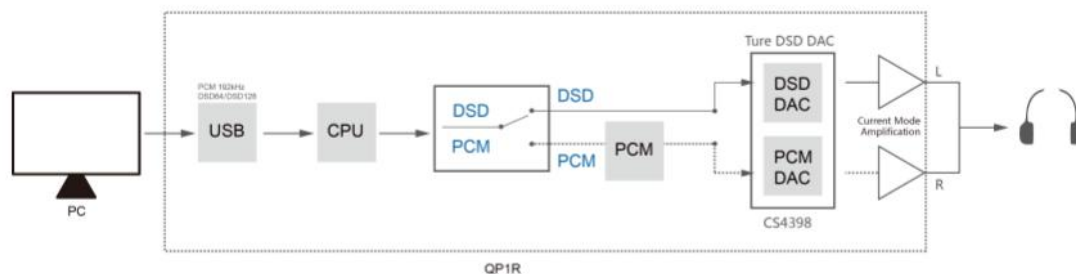 Ture DSD DAC
PCM 192kHz
DSD64/DSD128
USB
CPU
DSD
PCM
DSD
PCM
PCM
DSD
DAC
PCM
DAC
CS4398
L
Current Mode
Amplification
R
PC
QP1R